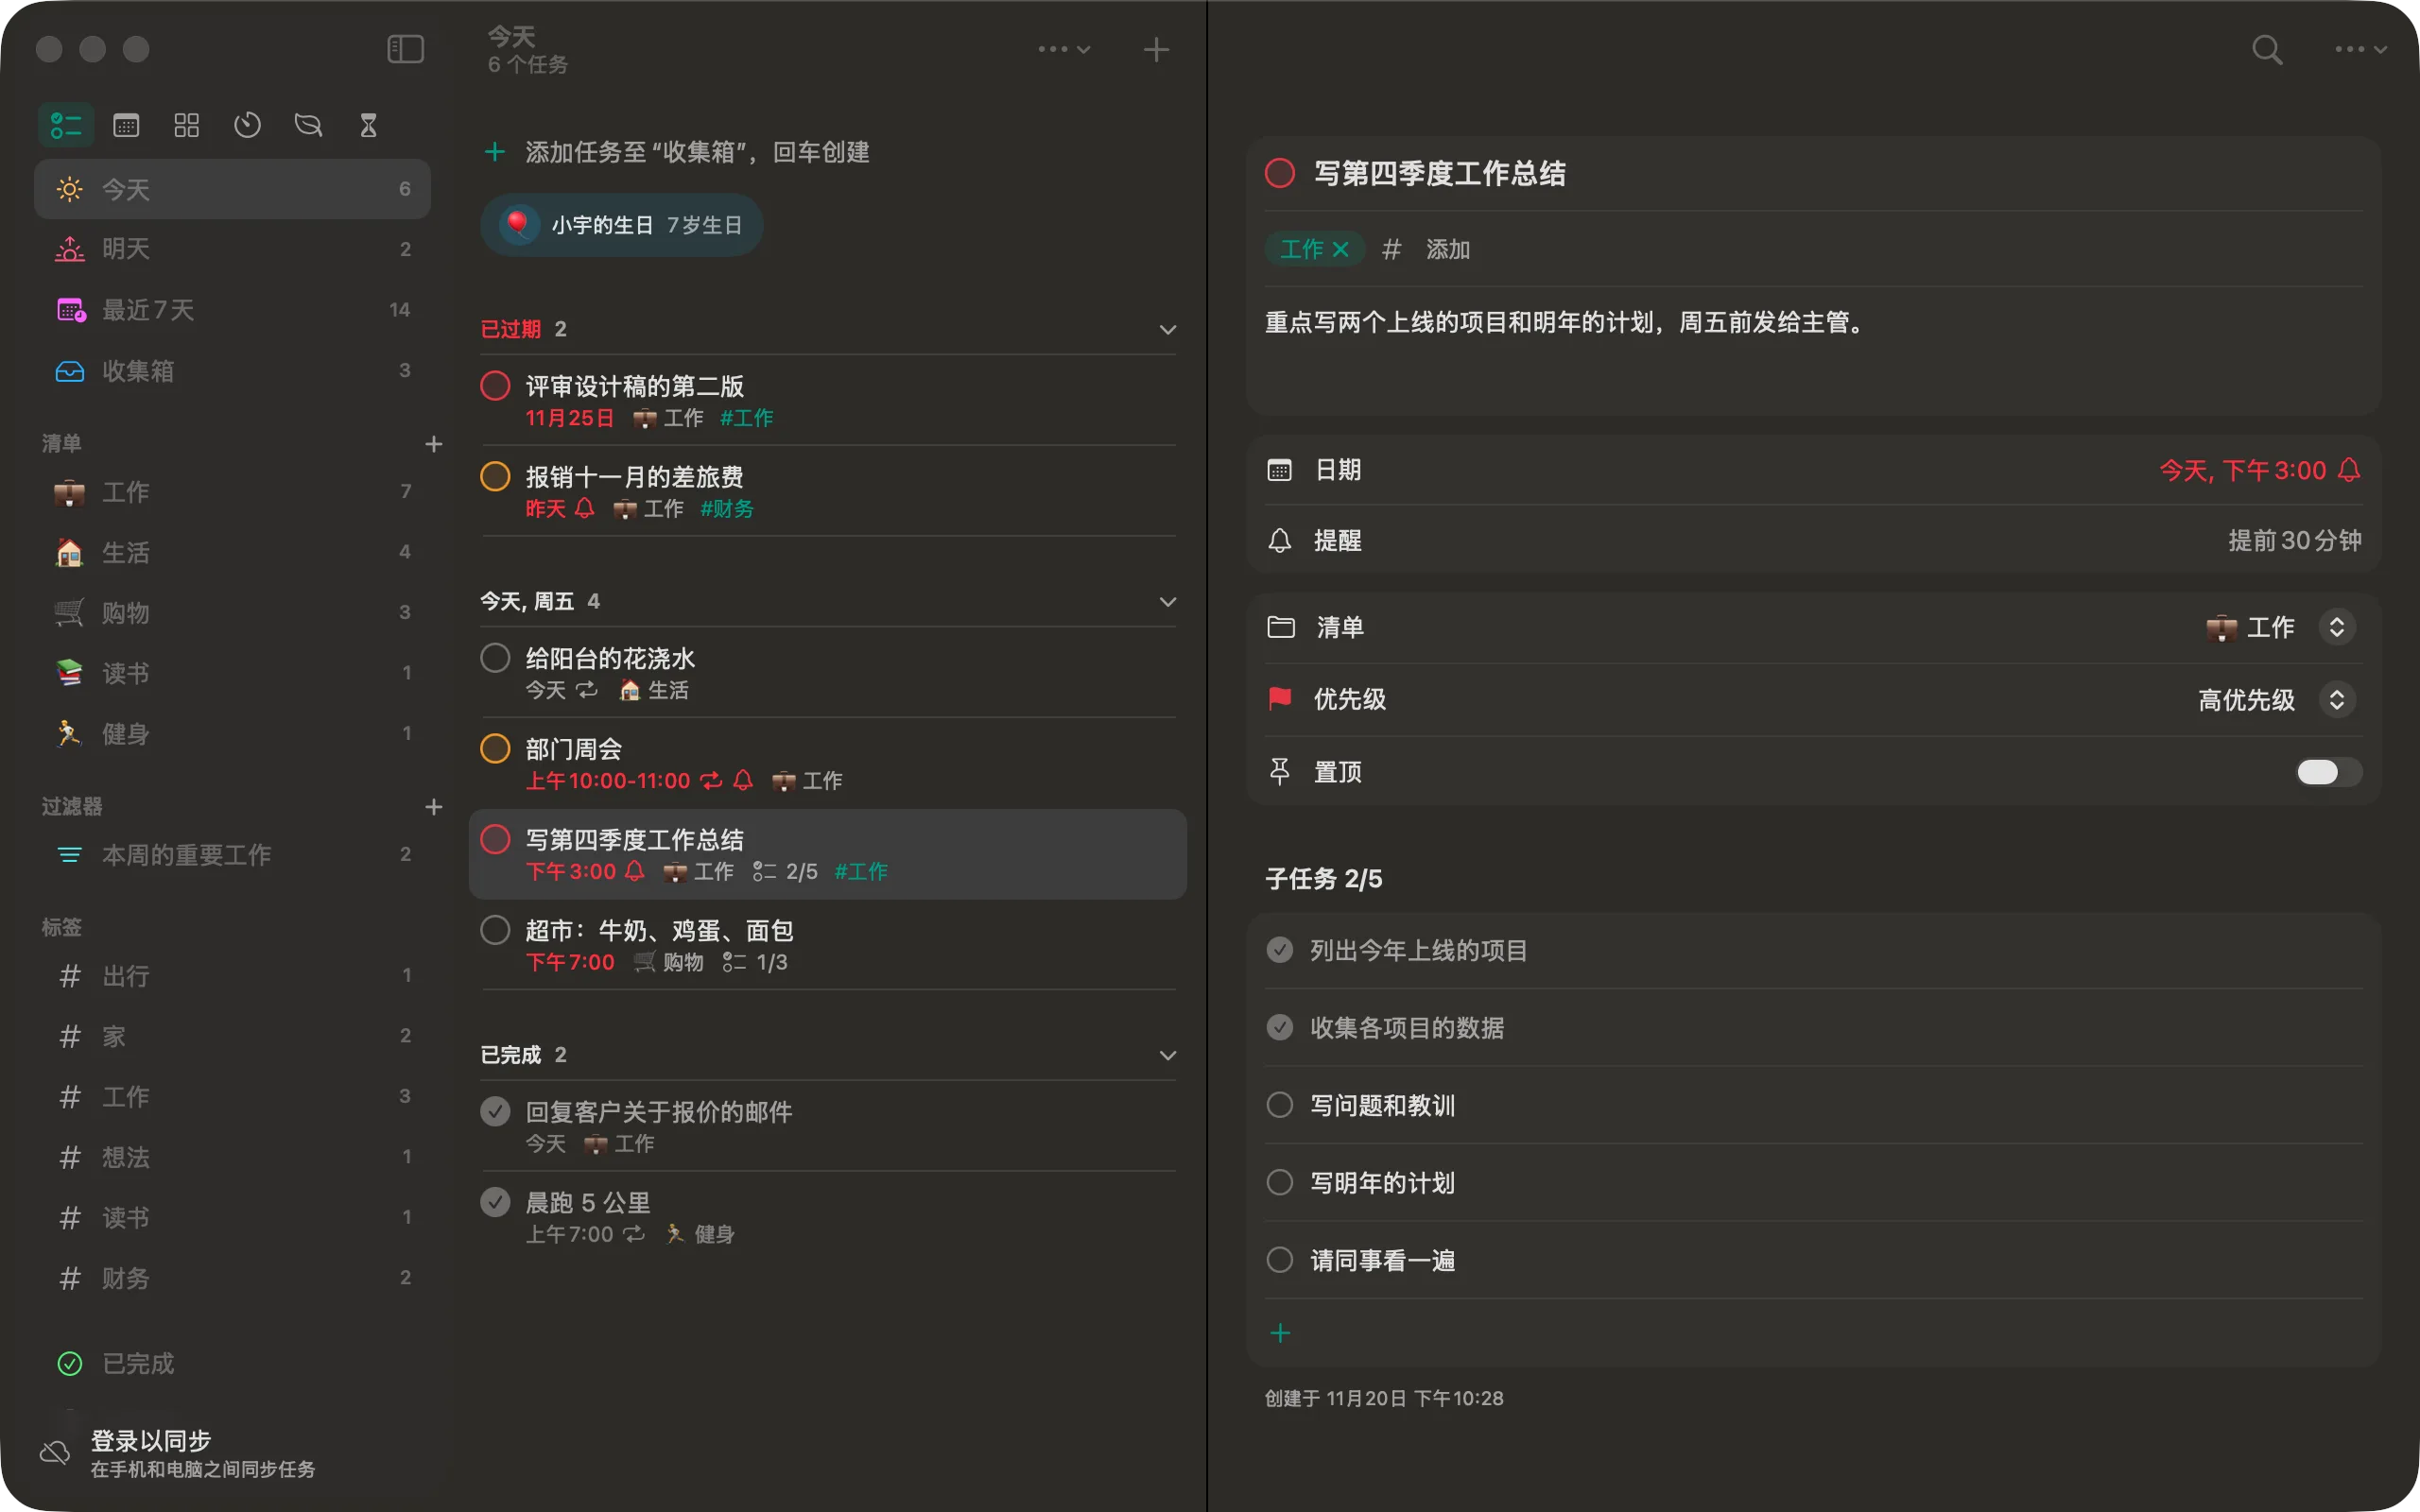 今天 6
明天 2
最近7天 14
收集箱 3
清单
工作 7
生活 4
购物 3
读书 1
健身 1
过滤器
本周的重要工作 2
标签
# 出行 1
# 家 2
# 工作 3
# 想法 1
# 读书 1
# 财务 2
已完成
登录以同步
在手机和电脑之间同步任务
今天
6 个任务
添加任务至“收集箱”，回车创建
小宇的生日 7岁生日
已过期 2
评审设计稿的第二版
11月25日 工作 #工作
报销十一月的差旅费
昨天 工作 #财务
今天, 周五 4
给阳台的花浇水
今天 生活
部门周会
上午10:00-11:00 工作
写第四季度工作总结
下午3:00 工作 2/5 #工作
超市：牛奶、鸡蛋、面包
下午7:00 购物 1/3
已完成 2
回复客户关于报价的邮件
今天 工作
晨跑 5 公里
上午7:00 健身
写第四季度工作总结
工作 # 添加
重点写两个上线的项目和明年的计划，周五前发给主管。
日期 今天, 下午3:00
提醒 提前30分钟
清单 工作
优先级 高优先级
置顶
子任务 2/5
列出今年上线的项目
收集各项目的数据
写问题和教训
写明年的计划
请同事看一遍
创建于 11月20日 下午10:28